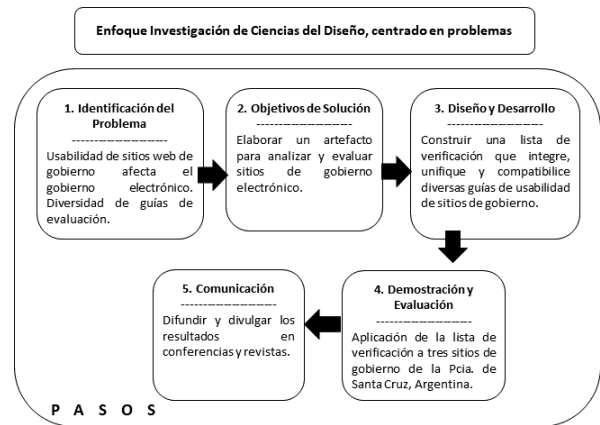 Enfoque Investigación de Ciencias del Diseño, centrado en problemas
1. Identificación del
Problema
----------------------
Usabilidad de sitios web de
gobierno afecta el
gobierno electrónico.
Diversidad de guías de
evaluación.
2. Objetivos de Solución
----------------------
Elaborar un artefacto
para analizar y evaluar
sitios de gobierno
electrónico.
3. Diseño y Desarrollo
----------------------
Construir una lista de
verificación que integre,
unifique y compatibilice
diversas guías de usabilidad
de sitios de gobierno.
4. Demostración y
Evaluación
----------------------
Aplicación de la lista de
verificación a tres sitios de
gobierno de la Pcia. de
Santa Cruz, Argentina.
5. Comunicación
----------------------
Difundir y divulgar los
resultados en
conferencias y revistas.
P A S O S